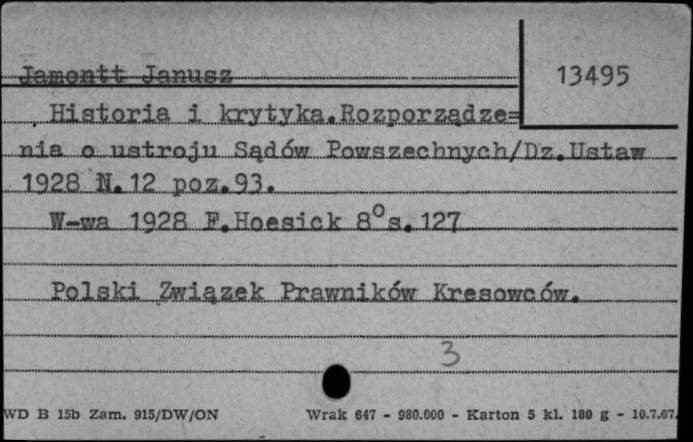 Jamontt Janusz
13495
Historia i krytyka.Rozporządze=
nia o ustroju Sądów Powszechnych/Dz.Ustaw
1928 N.12 poz.93.
W-wa 1928 F.Hoesick 8°s.127
Polski Związek Prawników Kresowców.
3
WD B 15b Zam. 915/DW/ON Wrak 647 - 980.000 - Karton 5 kl. 180 g - 10.7.67.